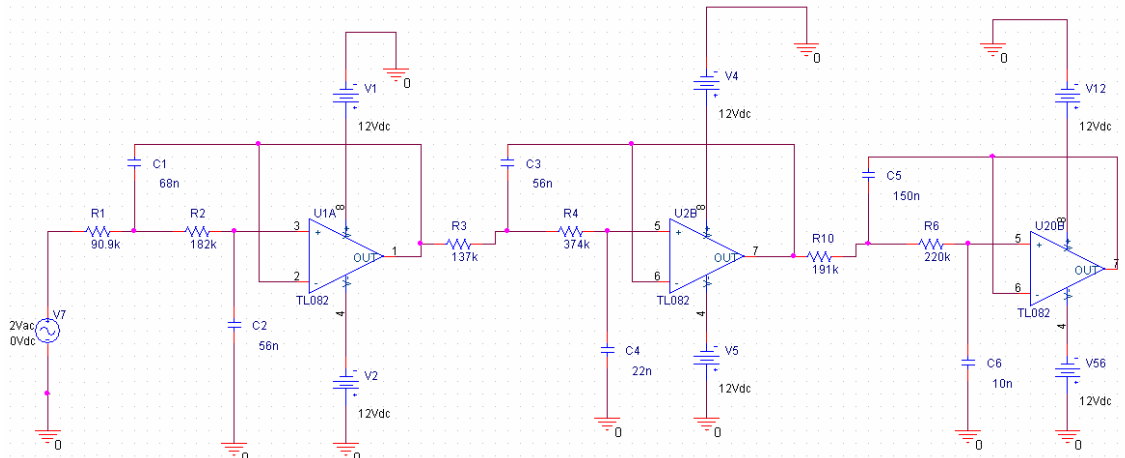 0
V1
12Vdc
C1
68n
R1
90.9k
R2
182k
U1A
8
3
+
2
-
OUT
1
TL082
4
V7
2Vac
0Vdc
0
C2
56n
0
V2
12Vdc
0
0
V4
12Vdc
C3
56n
R3
137k
R4
374k
U2B
8
5
+
6
-
OUT
7
TL082
4
C4
22n
0
V5
12Vdc
0
0
V12
12Vdc
C5
150n
R10
191k
R6
220k
U20B
8
5
+
6
-
OUT
7
TL082
4
C6
10n
0
V56
12Vdc
0